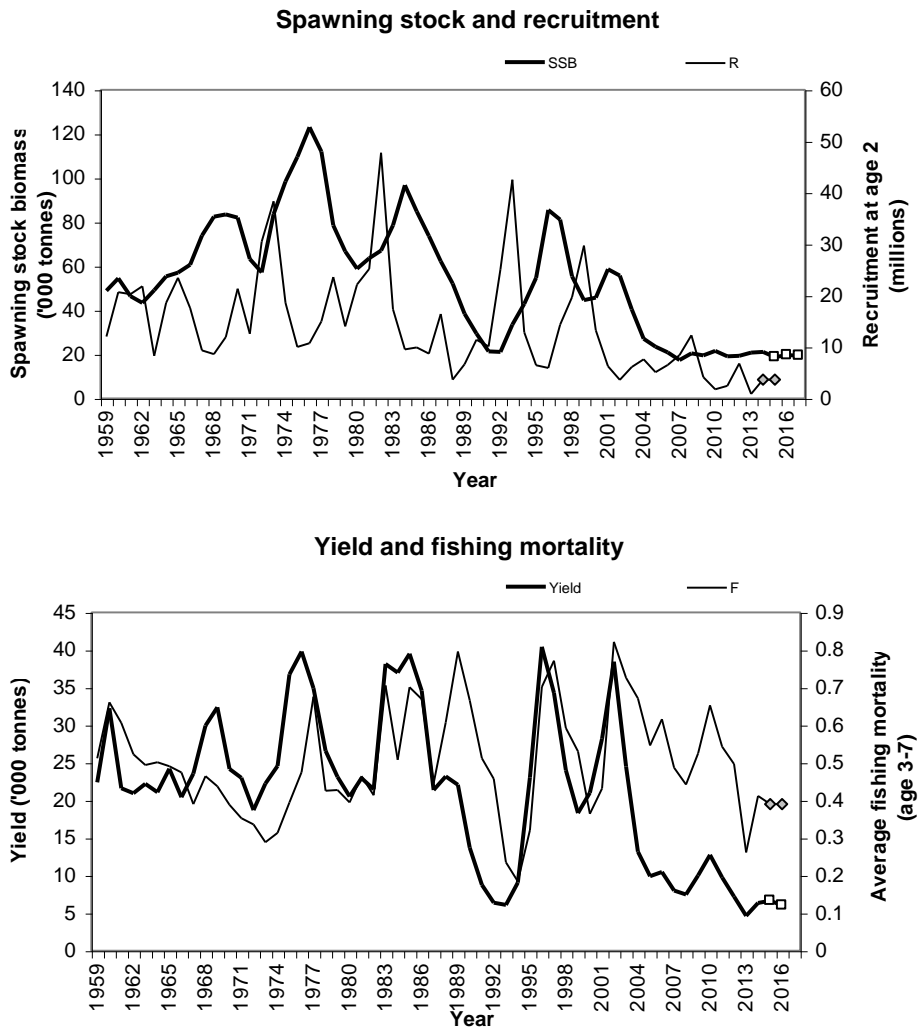 Spawning stock and recruitment
SSB R
Spawning stock biomass
('000 tonnes)
140
120
100
80
60
40
20
0
60
50
40
30
20
10
0
Recruitment at age 2
(millions)
1959 1962 1965 1968 1971 1974 1977 1980 1983 1986 1989 1992 1995 1998 2001 2004 2007 2010 2013 2016
Year
Yield and fishing mortality
Yield F
Yield ('000 tonnes)
45
40
35
30
25
20
15
10
5
0
0.9
0.8
0.7
0.6
0.5
0.4
0.3
0.2
0.1
0
Average fishing mortality
(age 3-7)
1959 1962 1965 1968 1971 1974 1977 1980 1983 1986 1989 1992 1995 1998 2001 2004 2007 2010 2013 2016
Year